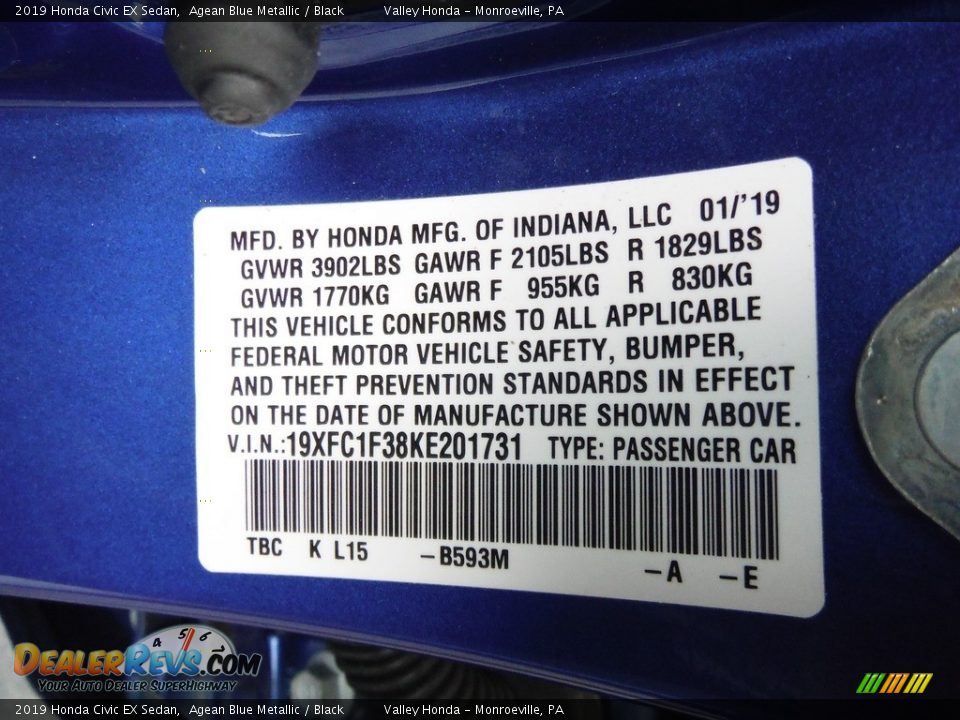 2019 Honda Civic EX Sedan, Agean Blue Metallic / Black Valley Honda - Monroeville, PA
MFD. BY HONDA MFG. OF INDIANA, LLC 01/'19
GVWR 3902LBS GAWR F 2105LBS R 1829LBS
GVWR 1770KG GAWR F 955KG R 830KG
THIS VEHICLE CONFORMS TO ALL APPLICABLE
FEDERAL MOTOR VEHICLE SAFETY, BUMPER,
AND THEFT PREVENTION STANDARDS IN EFFECT
ON THE DATE OF MANUFACTURE SHOWN ABOVE.
V.I.N.:19XFC1F38KE201731 TYPE: PASSENGER CAR
TBC K L15 -B593M -A -E
4 5 6
DEALERREVS.COM
Your Auto Dealer SuperHighway
2019 Honda Civic EX Sedan, Agean Blue Metallic / Black Valley Honda - Monroeville, PA